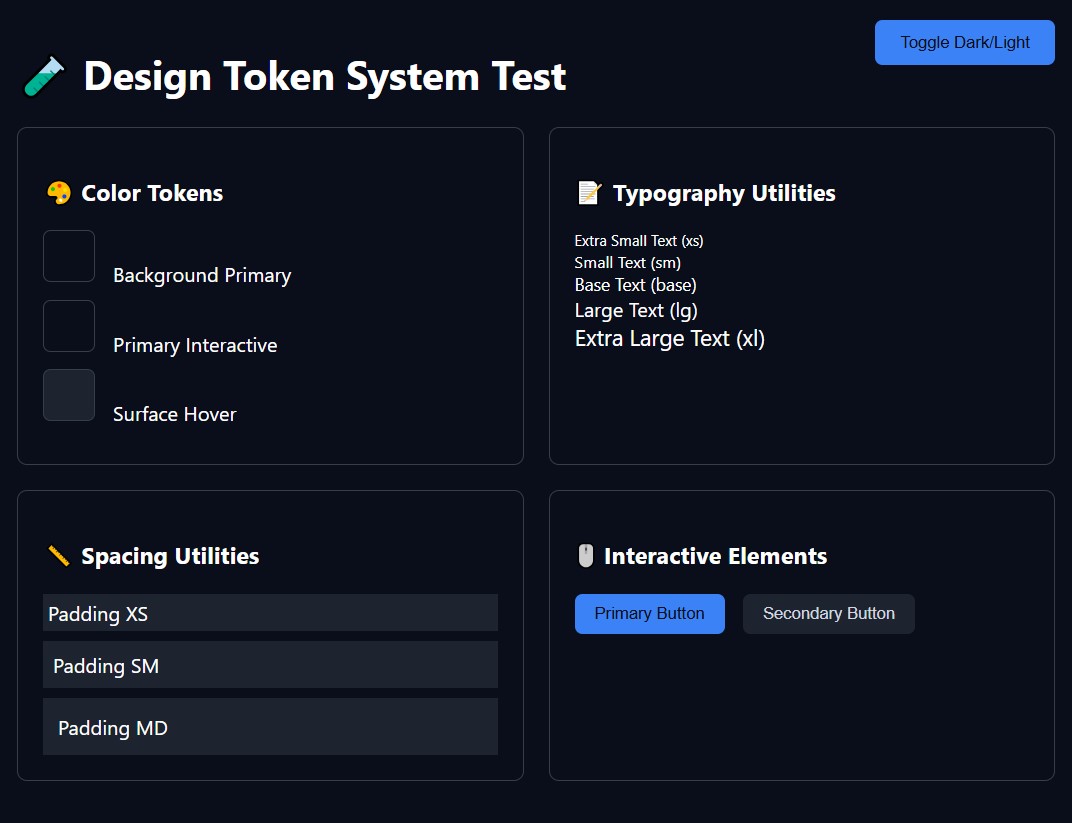 Toggle Dark/Light
Design Token System Test
Color Tokens
Background Primary
Primary Interactive
Surface Hover
Typography Utilities
Extra Small Text (xs)
Small Text (sm)
Base Text (base)
Large Text (lg)
Extra Large Text (xl)
Spacing Utilities
Padding XS
Padding SM
Padding MD
Interactive Elements
Primary Button
Secondary Button